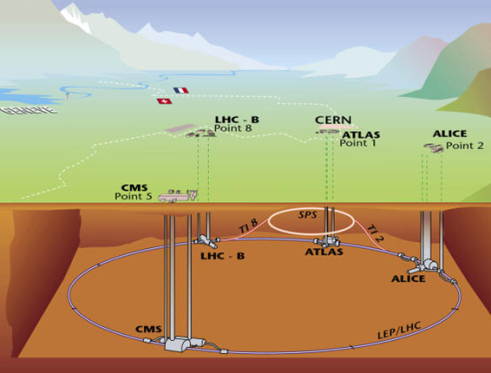 GENEVE
LHC - B
Point 8
CERN
ATLAS
Point 1
ALICE
Point 2
CMS
Point 5
SPS
TI 8
TI 2
LHC - B
ATLAS
ALICE
CMS
LEP/LHC